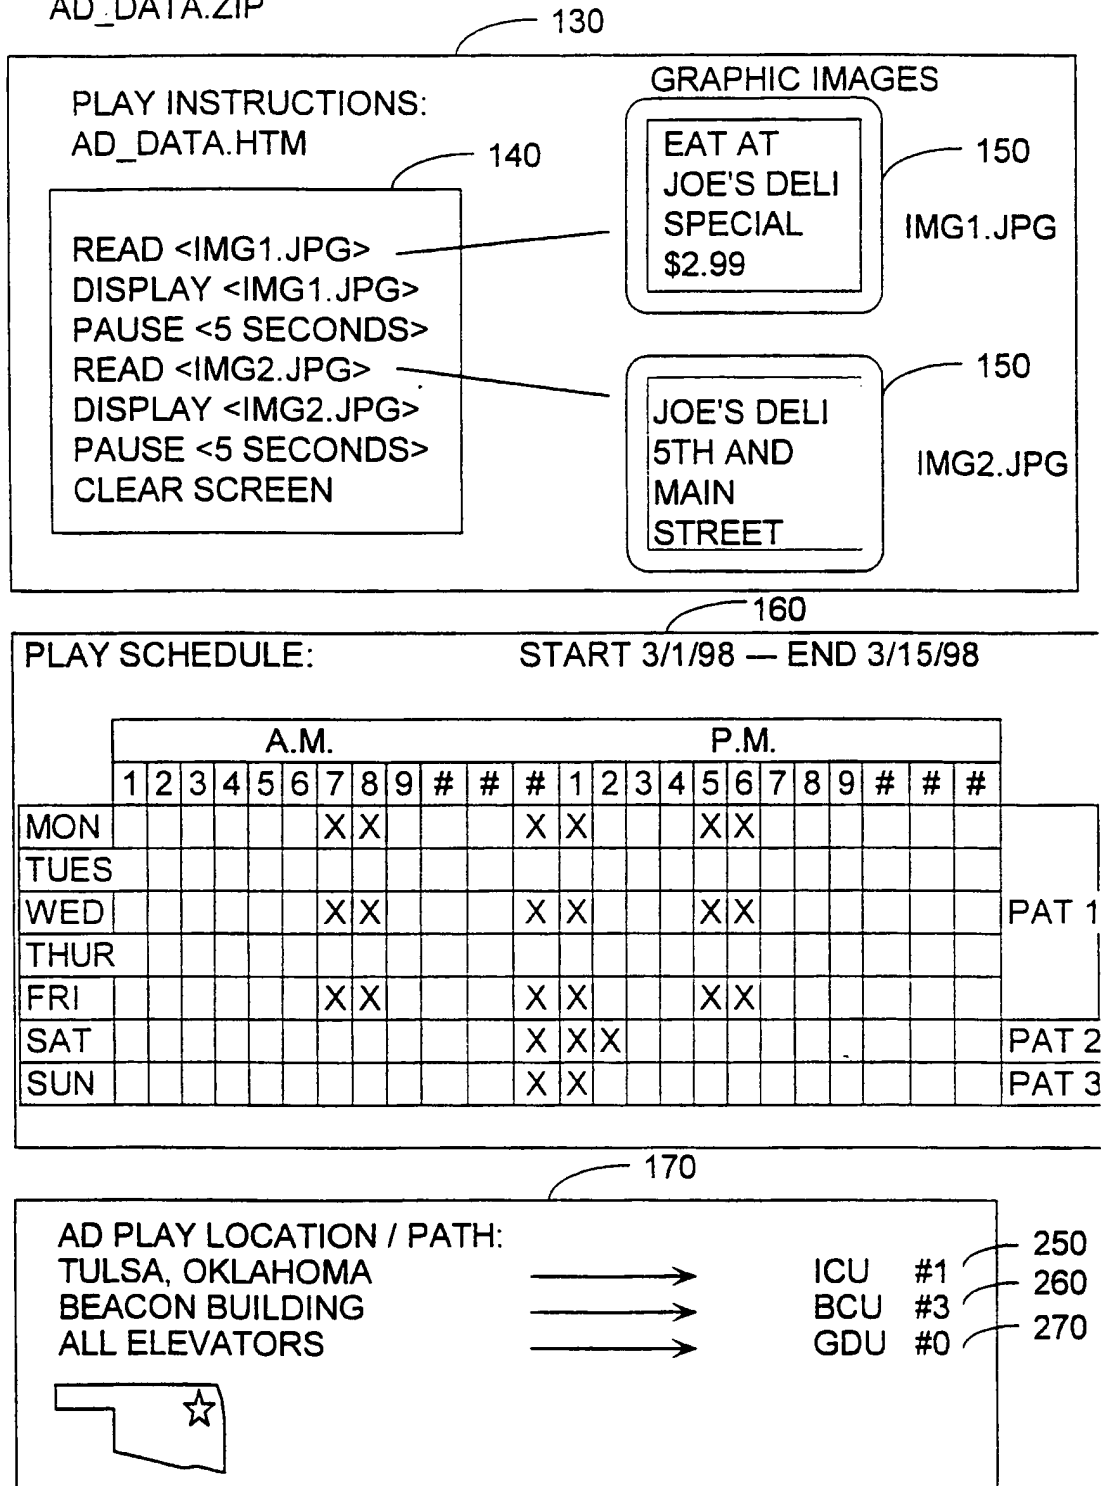 AD_DATA.ZIP
130
PLAY INSTRUCTIONS:
AD_DATA.HTM
140
READ <IMG1.JPG>
DISPLAY <IMG1.JPG>
PAUSE <5 SECONDS>
READ <IMG2.JPG>
DISPLAY <IMG2.JPG>
PAUSE <5 SECONDS>
CLEAR SCREEN
GRAPHIC IMAGES
EAT AT
JOE'S DELI
SPECIAL
$2.99
150
IMG1.JPG
JOE'S DELI
5TH AND
MAIN
STREET
150
IMG2.JPG
160
PLAY SCHEDULE: START 3/1/98 — END 3/15/98
A.M. P.M.
1 2 3 4 5 6 7 8 9 # # # 1 2 3 4 5 6 7 8 9 # # #
MON X X X X X X
TUES
WED X X X X X X PAT 1
THUR
FRI X X X X X X
SAT X X X PAT 2
SUN X X PAT 3
170
AD PLAY LOCATION / PATH:
TULSA, OKLAHOMA ICU #1 250
BEACON BUILDING BCU #3 260
ALL ELEVATORS GDU #0 270